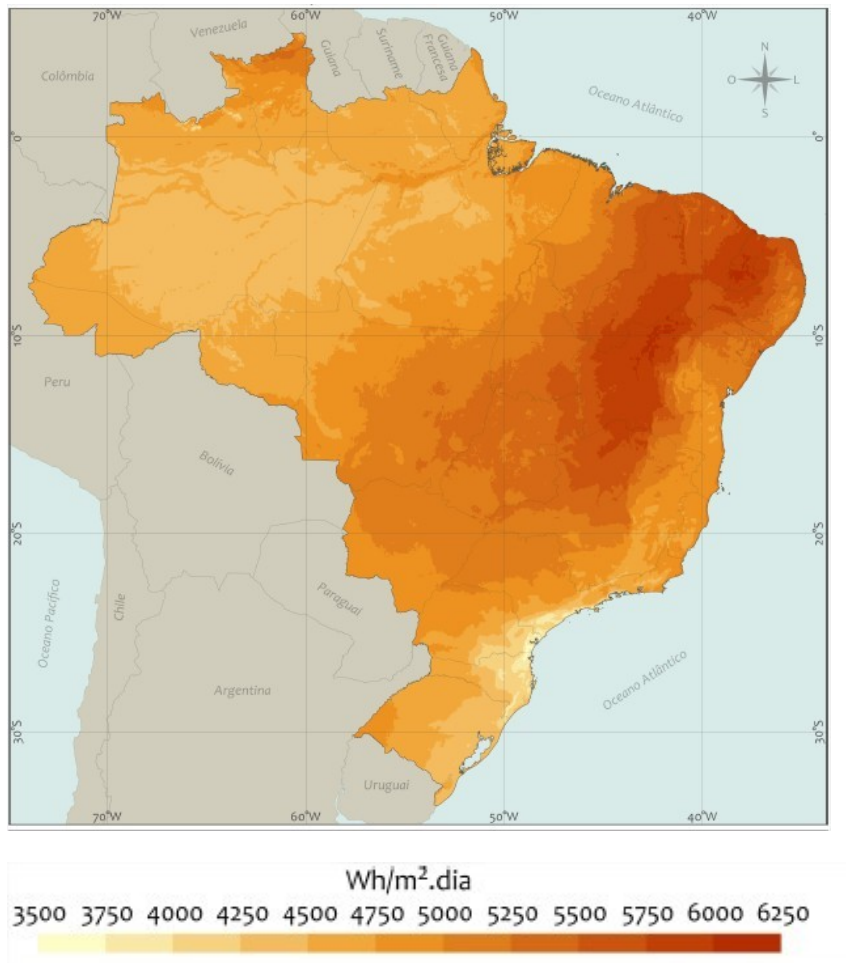 70°W 60°W 50°W 40°W
Venezuela
Colômbia
Guiana
Suriname
Guiana
Francesa
Oceano Atlântico
N
O L
S
0° 0°
10°S 10°S
Peru
Bolívia
20°S 20°S
Oceano Pacífico
Chile
Paraguai
Argentina
Oceano Atlântico
30°S 30°S
Uruguai
70°W 60°W 50°W 40°W
Wh/m².dia
3500 3750 4000 4250 4500 4750 5000 5250 5500 5750 6000 6250